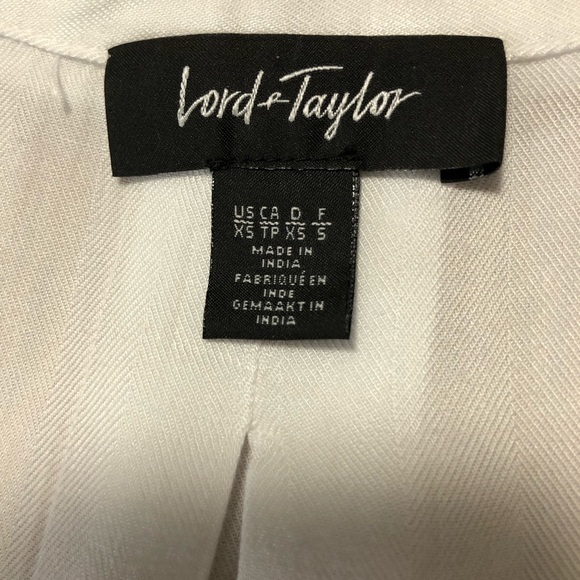 Lord & Taylor
US CA D F
XS TP XS S
MADE IN
INDIA
FABRIQUÉ EN
INDE
GEMAAKT IN
INDIA